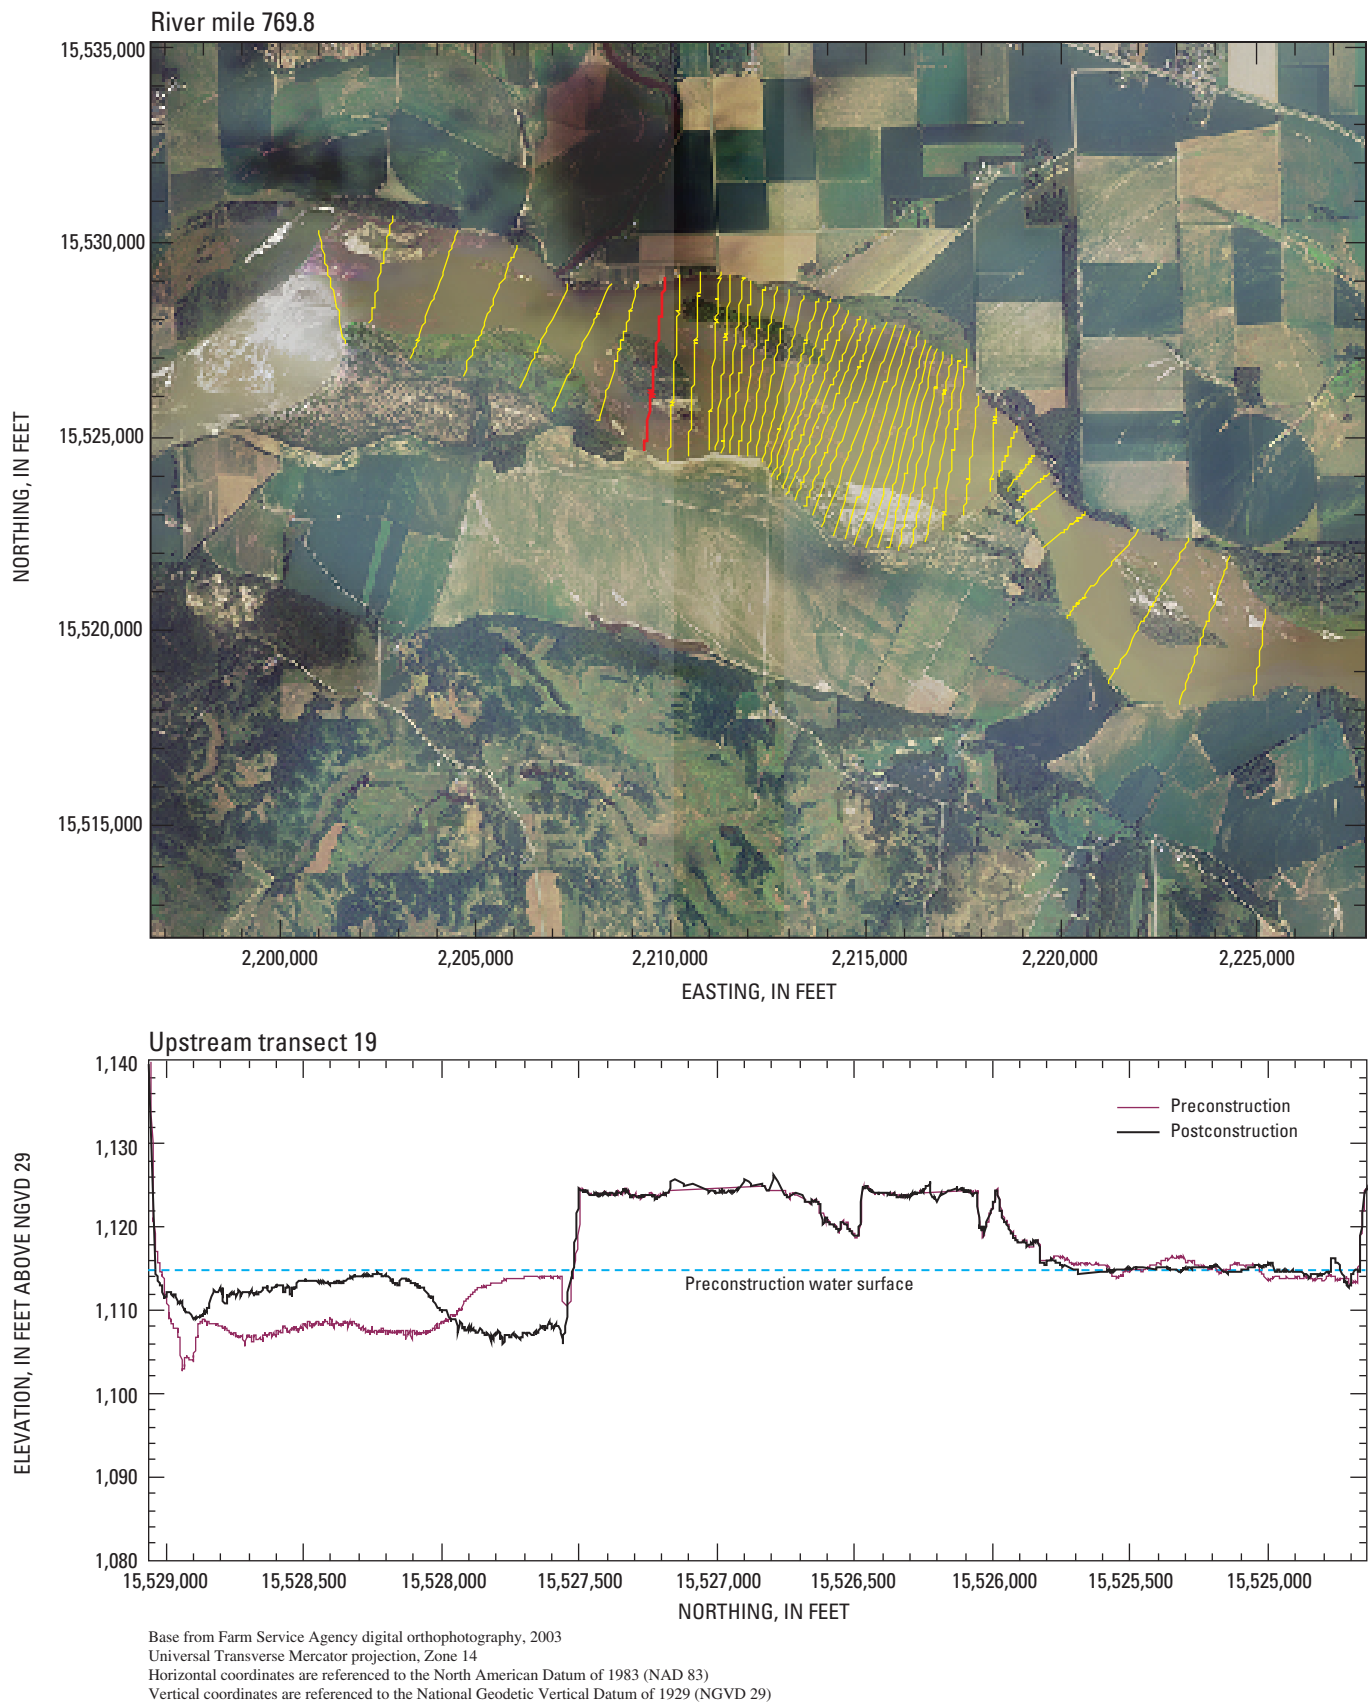 River mile 769.8
15,535,000
15,530,000
15,525,000
15,520,000
15,515,000
NORTHING, IN FEET
2,200,000 2,205,000 2,210,000 2,215,000 2,220,000 2,225,000
EASTING, IN FEET
Upstream transect 19
1,140
1,130
1,120
1,110
1,100
1,090
1,080
ELEVATION, IN FEET ABOVE NGVD 29
Preconstruction
Postconstruction
Preconstruction water surface
15,529,000 15,528,500 15,528,000 15,527,500 15,527,000 15,526,500 15,526,000 15,525,500 15,525,000
NORTHING, IN FEET
Base from Farm Service Agency digital orthophotography, 2003
Universal Transverse Mercator projection, Zone 14
Horizontal coordinates are referenced to the North American Datum of 1983 (NAD 83)
Vertical coordinates are referenced to the National Geodetic Vertical Datum of 1929 (NGVD 29)